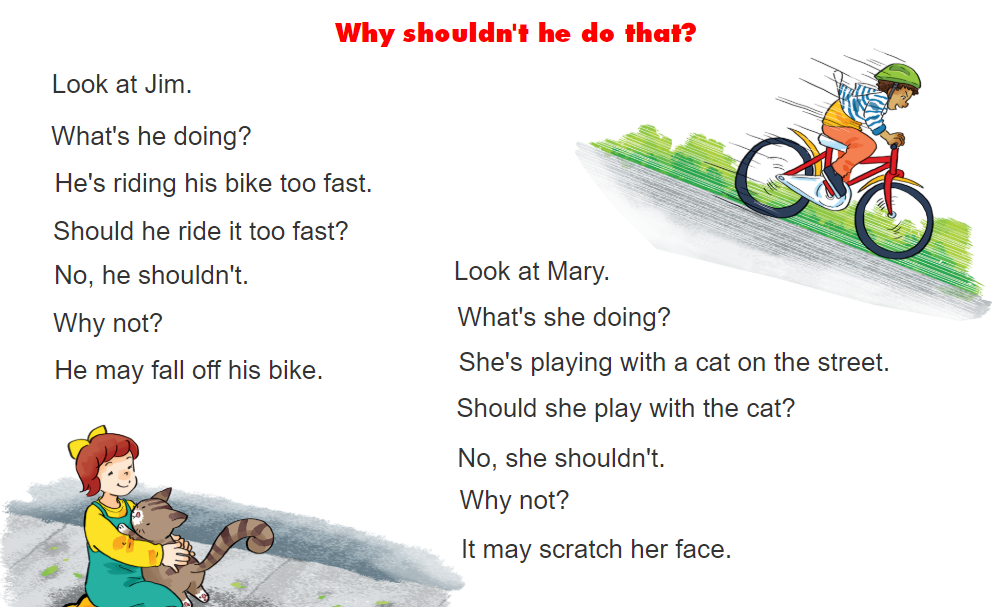 Why shouldn't he do that?
Look at Jim.
What's he doing?
He's riding his bike too fast.
Should he ride it too fast?
No, he shouldn't.
Why not?
He may fall off his bike.
Look at Mary.
What's she doing?
She's playing with a cat on the street.
Should she play with the cat?
No, she shouldn't.
Why not?
It may scratch her face.